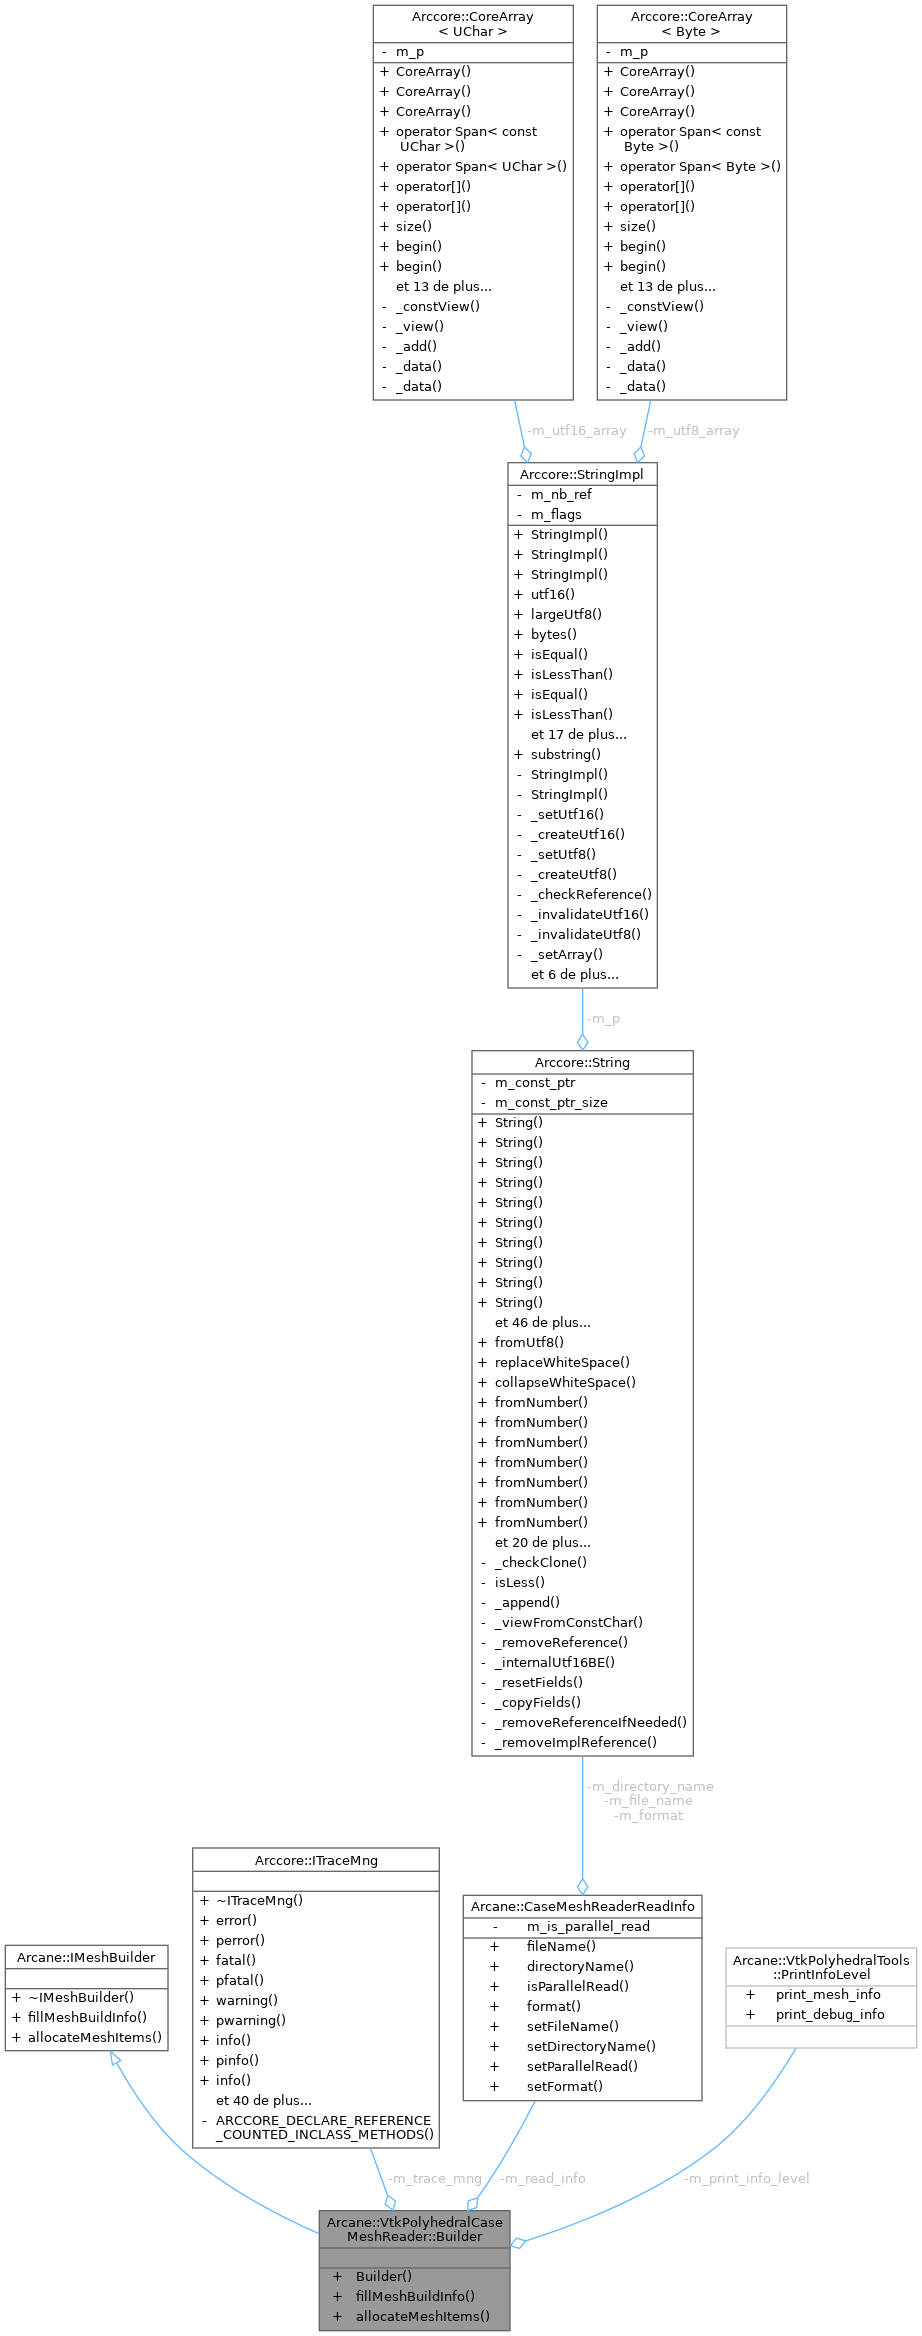 Arccore::CoreArray
< UChar >
- m_p
+ CoreArray()
+ CoreArray()
+ CoreArray()
+ operator Span< const
UChar >()
+ operator Span< UChar >()
+ operator[]()
+ operator[]()
+ size()
+ begin()
+ begin()
et 13 de plus...
- _constView()
- _view()
- _add()
- _data()
- _data()
Arccore::CoreArray
< Byte >
- m_p
+ CoreArray()
+ CoreArray()
+ CoreArray()
+ operator Span< const
Byte >()
+ operator Span< Byte >()
+ operator[]()
+ operator[]()
+ size()
+ begin()
+ begin()
et 13 de plus...
- _constView()
- _view()
- _add()
- _data()
- _data()
-m_utf16_array
-m_utf8_array
Arccore::StringImpl
- m_nb_ref
- m_flags
+ StringImpl()
+ StringImpl()
+ StringImpl()
+ utf16()
+ largeUtf8()
+ bytes()
+ isEqual()
+ isLessThan()
+ isEqual()
+ isLessThan()
et 17 de plus...
+ substring()
- StringImpl()
- StringImpl()
- _setUtf16()
- _createUtf16()
- _setUtf8()
- _createUtf8()
- _checkReference()
- _invalidateUtf16()
- _invalidateUtf8()
- _setArray()
et 6 de plus...
-m_p
Arccore::String
- m_const_ptr
- m_const_ptr_size
+ String()
+ String()
+ String()
+ String()
+ String()
+ String()
+ String()
+ String()
+ String()
+ String()
et 46 de plus...
+ fromUtf8()
+ replaceWhiteSpace()
+ collapseWhiteSpace()
+ fromNumber()
+ fromNumber()
+ fromNumber()
+ fromNumber()
+ fromNumber()
+ fromNumber()
+ fromNumber()
et 20 de plus...
- _checkClone()
- isLess()
- _append()
- _viewFromConstChar()
- _removeReference()
- _internalUtf16BE()
- _resetFields()
- _copyFields()
- _removeReferenceIfNeeded()
- _removeImplReference()
-m_directory_name
-m_file_name
-m_format
Arcane::IMeshBuilder
+ ~IMeshBuilder()
+ fillMeshBuildInfo()
+ allocateMeshItems()
Arccore::ITraceMng
+ ~ITraceMng()
+ error()
+ perror()
+ fatal()
+ pfatal()
+ warning()
+ pwarning()
+ info()
+ pinfo()
+ info()
et 40 de plus...
- ARCCORE_DECLARE_REFERENCE
_COUNTED_INCLASS_METHODS()
Arcane::CaseMeshReaderReadInfo
- m_is_parallel_read
+ fileName()
+ directoryName()
+ isParallelRead()
+ format()
+ setFileName()
+ setDirectoryName()
+ setParallelRead()
+ setFormat()
Arcane::VtkPolyhedralTools
::PrintInfoLevel
+ print_mesh_info
+ print_debug_info
-m_trace_mng
-m_read_info
-m_print_info_level
Arcane::VtkPolyhedralCase
MeshReader::Builder
+ Builder()
+ fillMeshBuildInfo()
+ allocateMeshItems()